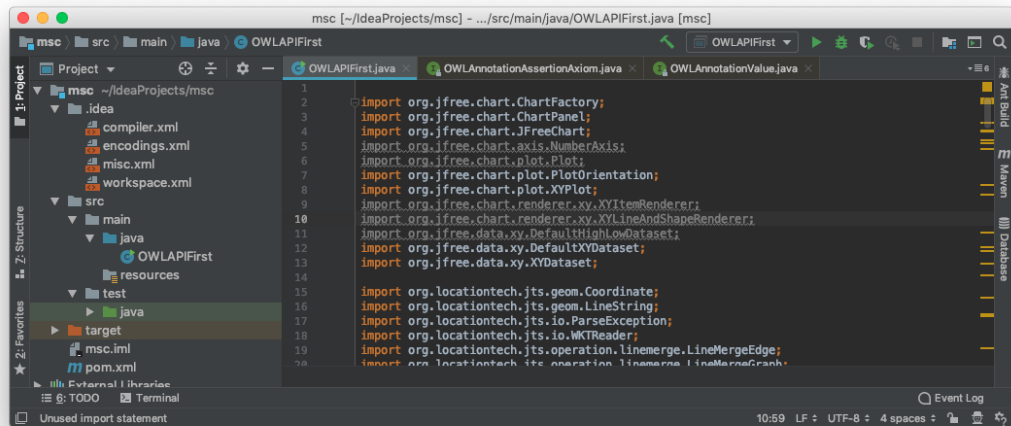 msc [~/IdeaProjects/msc] - .../src/main/java/OWLAPIFirst.java [msc]
msc src main java OWLAPIFirst OWLAPIFirst
1: Project
Z: Structure
2: Favorites
Project
msc ~/IdeaProjects/msc
.idea
compiler.xml
encodings.xml
misc.xml
workspace.xml
src
main
java
OWLAPIFirst
resources
test
java
target
msc.iml
pom.xml
External Libraries
OWLAPIFirst.java OWLAnnotationAssertionAxiom.java OWLAnnotationValue.java 6
1
2 import org.jfree.chart.ChartFactory;
3 import org.jfree.chart.ChartPanel;
4 import org.jfree.chart.JFreeChart;
5 import org.jfree.chart.axis.NumberAxis;
6 import org.jfree.chart.plot.Plot;
7 import org.jfree.chart.plot.PlotOrientation;
8 import org.jfree.chart.plot.XYPlot;
9 import org.jfree.chart.renderer.xy.XYItemRenderer;
10 import org.jfree.chart.renderer.xy.XYLineAndShapeRenderer;
11 import org.jfree.data.xy.DefaultHighLowDataset;
12 import org.jfree.data.xy.DefaultXYDataset;
13 import org.jfree.data.xy.XYDataset;
14
15 import org.locationtech.jts.geom.Coordinate;
16 import org.locationtech.jts.geom.LineString;
17 import org.locationtech.jts.io.ParseException;
18 import org.locationtech.jts.io.WKTReader;
19 import org.locationtech.jts.operation.linemerge.LineMergeEdge;
20 import org.locationtech.jts.operation.linemerge.LineMergeGraph;
Ant Build
m Maven
Database
6: TODO Terminal Event Log
Unused import statement 10:59 LF UTF-8 4 spaces